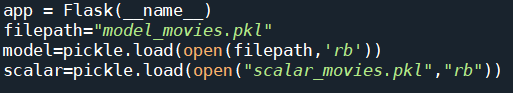 app = Flask(__name__)
filepath="model_movies.pkl"
model=pickle.load(open(filepath,'rb'))
scalar=pickle.load(open("scalar_movies.pkl","rb"))